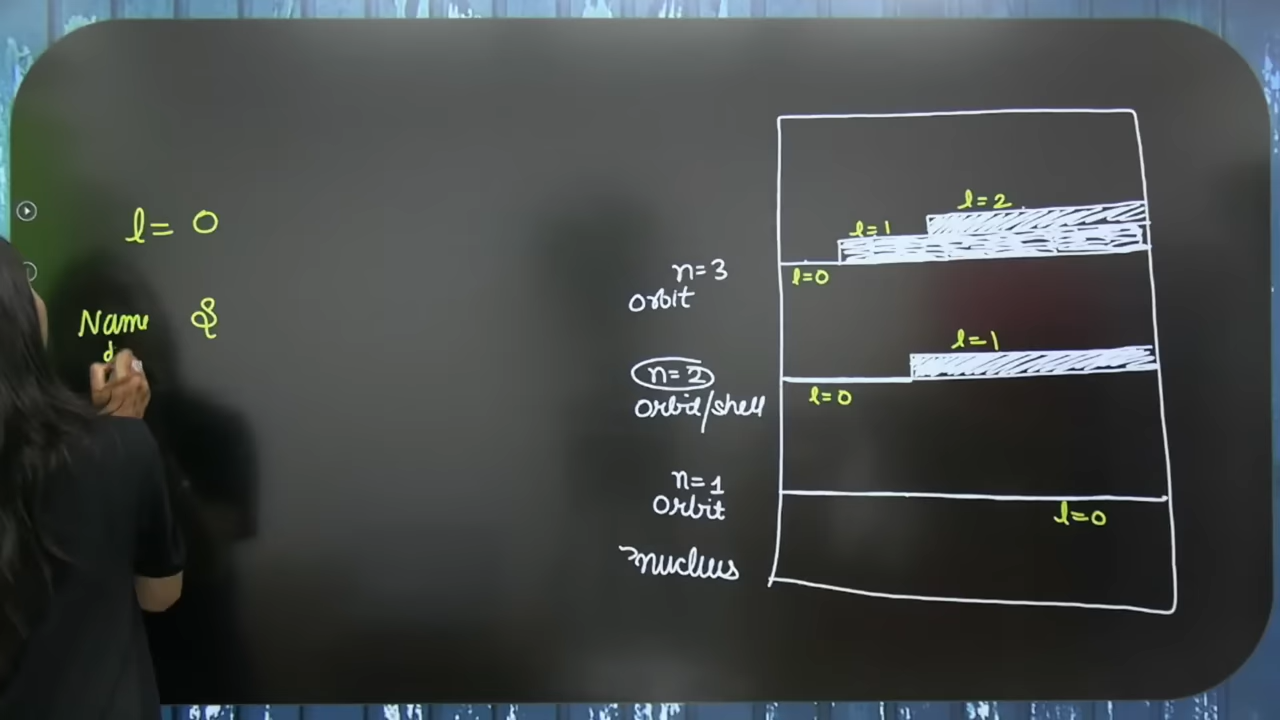 l = 0
Name s
l=2
l=1
n=3
l=0
orbit
l=1
n=2
l=0
orbit/shell
n=1
orbit
l=0
nucleus